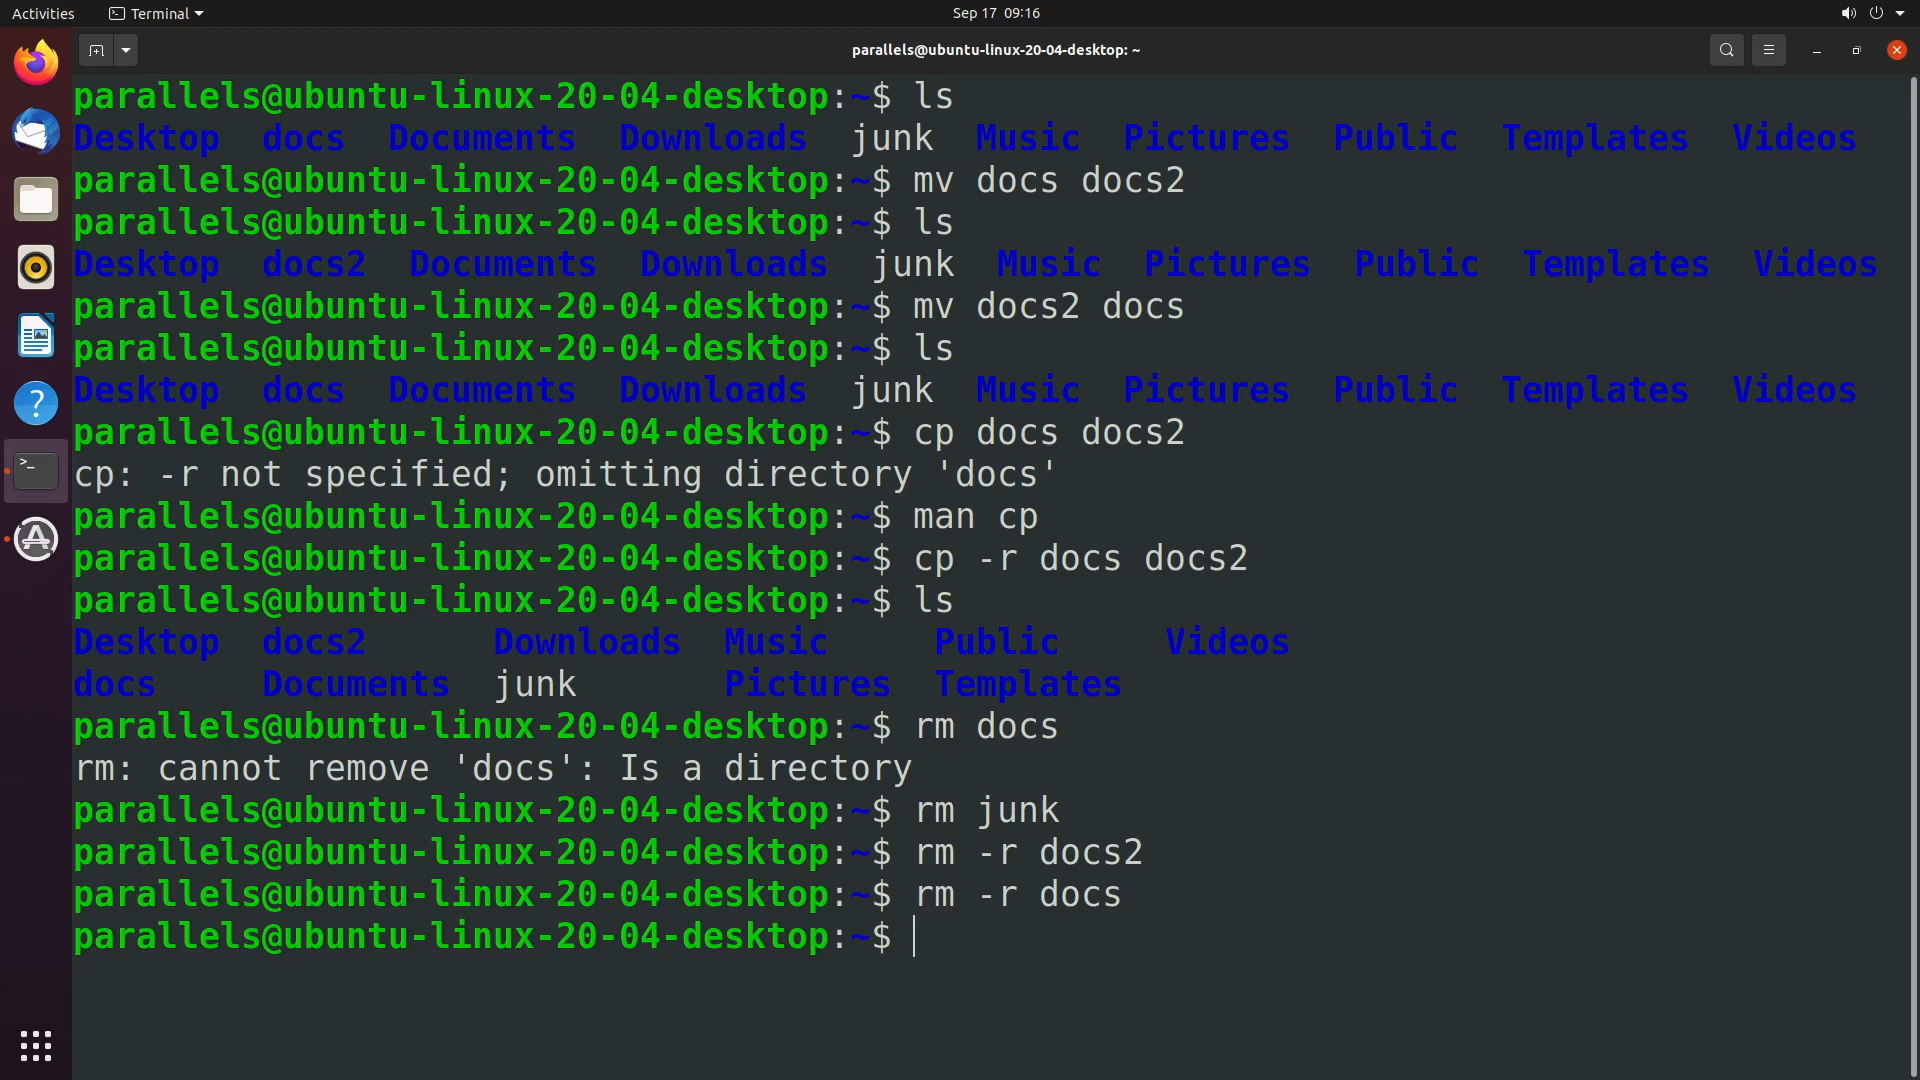 Activities Terminal Sep 17 09:16
parallels@ubuntu-linux-20-04-desktop: ~
parallels@ubuntu-linux-20-04-desktop:~$ ls
Desktop docs Documents Downloads junk Music Pictures Public Templates Videos
parallels@ubuntu-linux-20-04-desktop:~$ mv docs docs2
parallels@ubuntu-linux-20-04-desktop:~$ ls
Desktop docs2 Documents Downloads junk Music Pictures Public Templates Videos
parallels@ubuntu-linux-20-04-desktop:~$ mv docs2 docs
parallels@ubuntu-linux-20-04-desktop:~$ ls
Desktop docs Documents Downloads junk Music Pictures Public Templates Videos
parallels@ubuntu-linux-20-04-desktop:~$ cp docs docs2
cp: -r not specified; omitting directory 'docs'
parallels@ubuntu-linux-20-04-desktop:~$ man cp
parallels@ubuntu-linux-20-04-desktop:~$ cp -r docs docs2
parallels@ubuntu-linux-20-04-desktop:~$ ls
Desktop docs2 Downloads Music Public Videos
docs Documents junk Pictures Templates
parallels@ubuntu-linux-20-04-desktop:~$ rm docs
rm: cannot remove 'docs': Is a directory
parallels@ubuntu-linux-20-04-desktop:~$ rm junk
parallels@ubuntu-linux-20-04-desktop:~$ rm -r docs2
parallels@ubuntu-linux-20-04-desktop:~$ rm -r docs
parallels@ubuntu-linux-20-04-desktop:~$